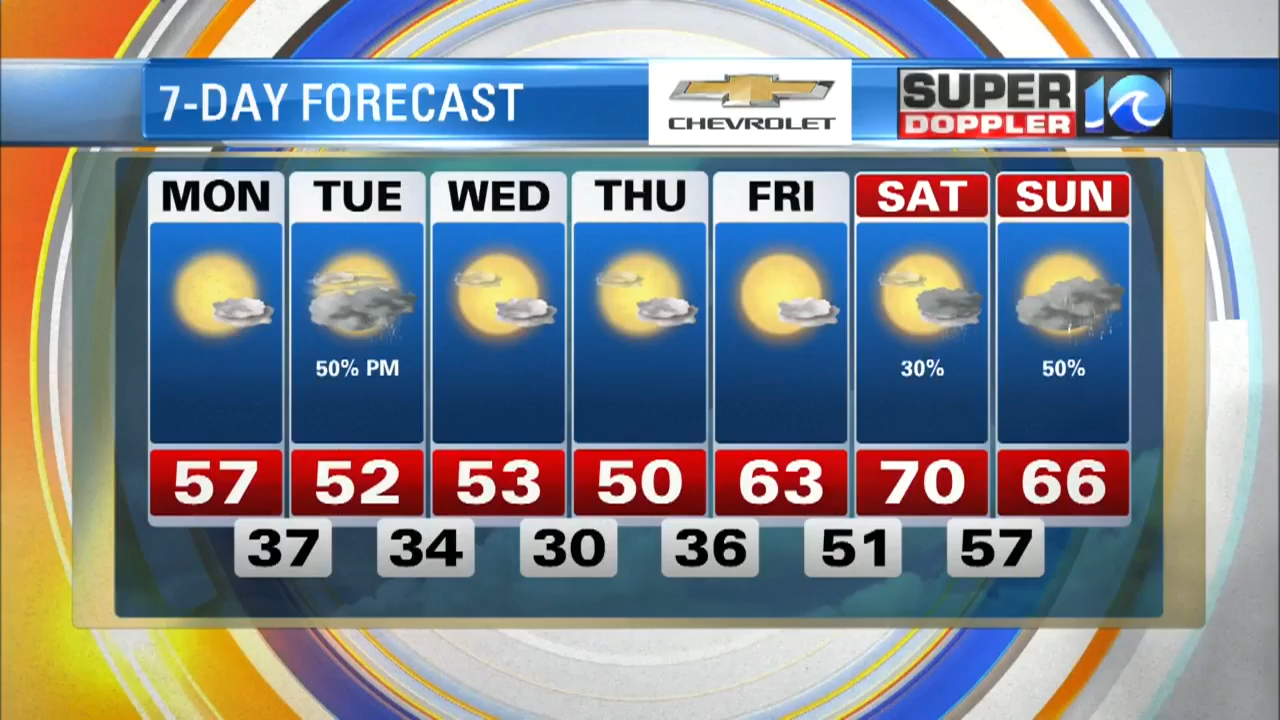 7-DAY FORECAST
CHEVROLET
SUPER
DOPPLER 10
MON TUE WED THU FRI SAT SUN
50% PM 30% 50%
57 52 53 50 63 70 66
37 34 30 36 51 57